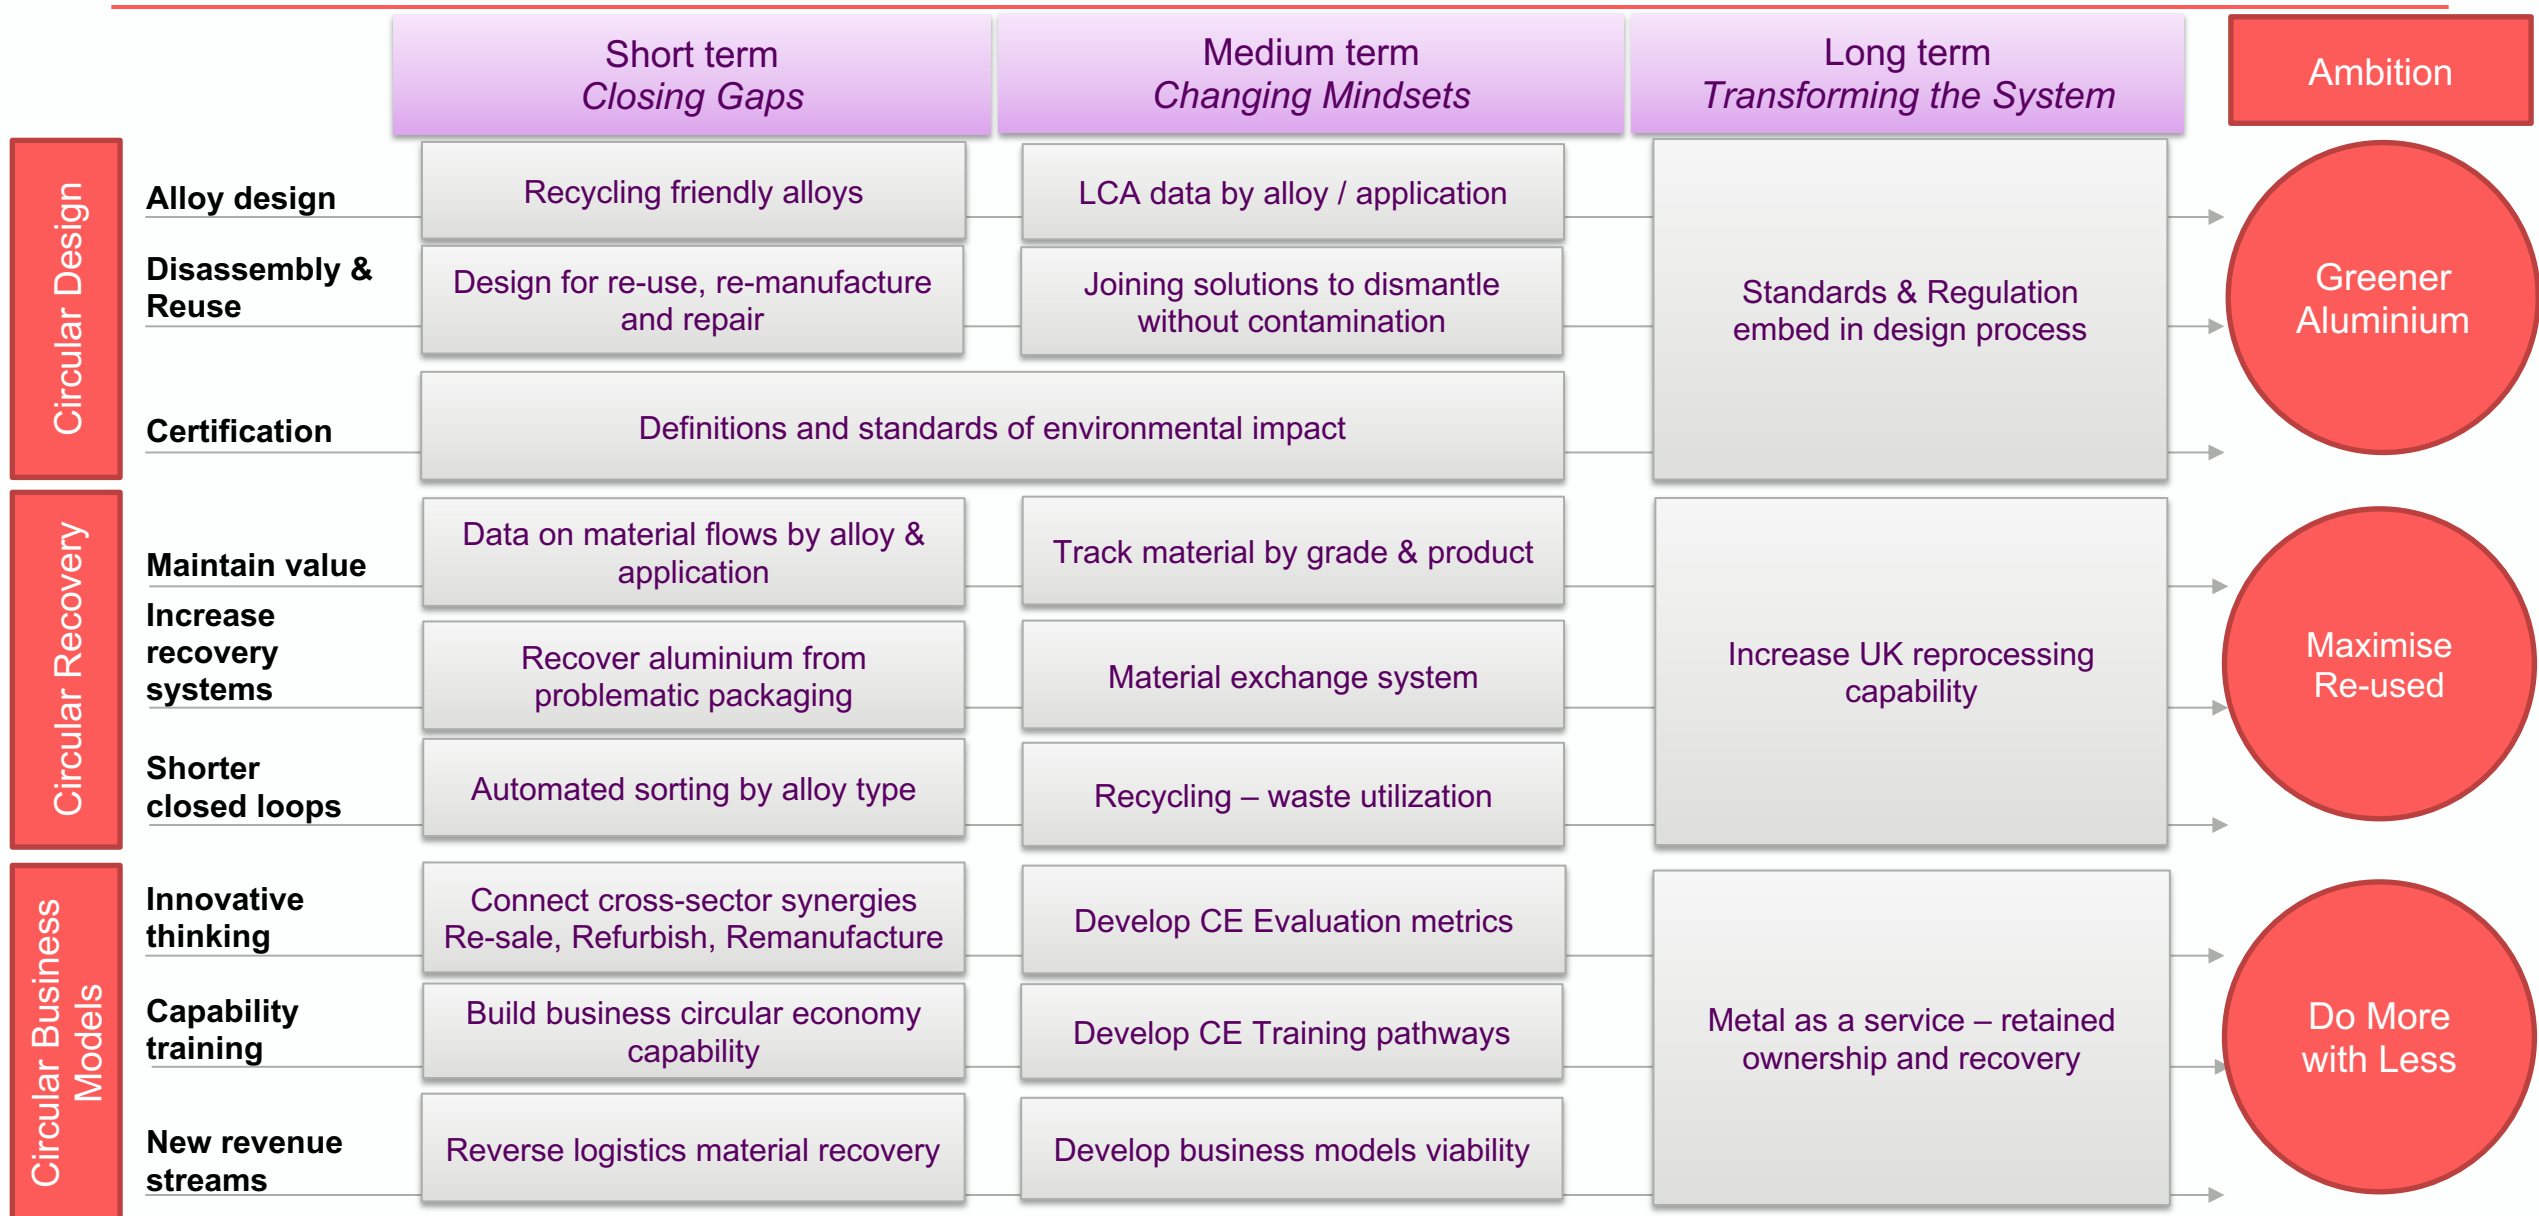 Short term
Closing Gaps
Medium term
Changing Mindsets
Long term
Transforming the System
Ambition
Circular Design
Alloy design
Recycling friendly alloys
LCA data by alloy / application
Disassembly &
Reuse
Design for re-use, re-manufacture
and repair
Joining solutions to dismantle
without contamination
Certification
Definitions and standards of environmental impact
Standards & Regulation
embed in design process
Greener
Aluminium
Circular Recovery
Maintain value
Data on material flows by alloy &
application
Track material by grade & product
Increase
recovery
systems
Recover aluminium from
problematic packaging
Material exchange system
Shorter
closed loops
Automated sorting by alloy type
Recycling – waste utilization
Increase UK reprocessing
capability
Maximise
Re-used
Circular Business
Models
Innovative
thinking
Connect cross-sector synergies
Re-sale, Refurbish, Remanufacture
Develop CE Evaluation metrics
Capability
training
Build business circular economy
capability
Develop CE Training pathways
New revenue
streams
Reverse logistics material recovery
Develop business models viability
Metal as a service – retained
ownership and recovery
Do More
with Less